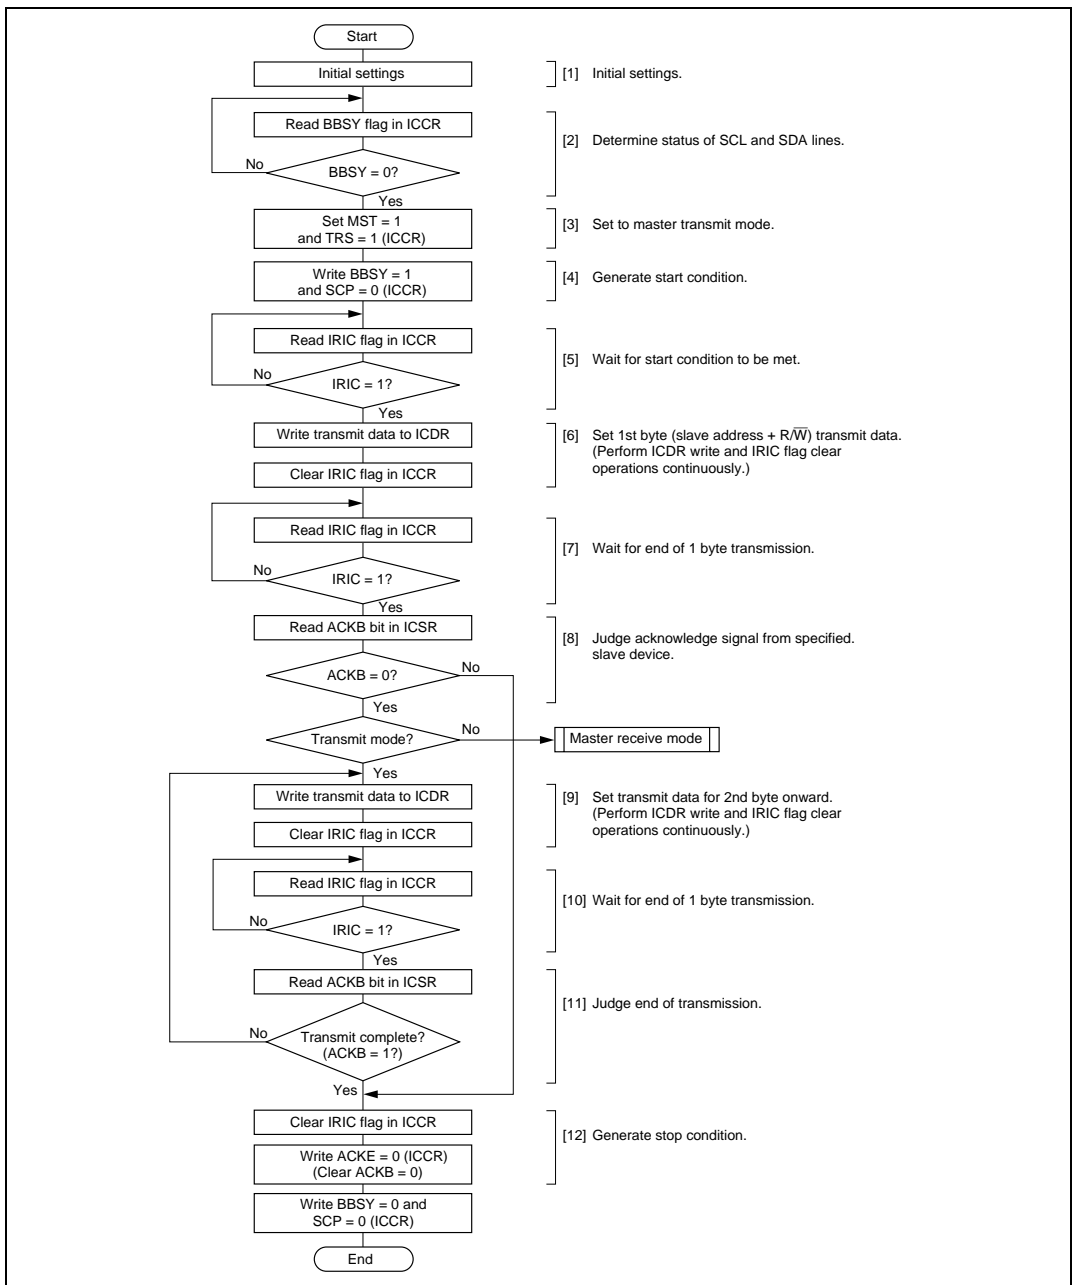 Start
Initial settings
[1] Initial settings.
Read BBSY flag in ICCR
[2] Determine status of SCL and SDA lines.
No
BBSY = 0?
Yes
Set MST = 1
and TRS = 1 (ICCR)
[3] Set to master transmit mode.
Write BBSY = 1
and SCP = 0 (ICCR)
[4] Generate start condition.
Read IRIC flag in ICCR
[5] Wait for start condition to be met.
No
IRIC = 1?
Yes
Write transmit data to ICDR
[6] Set 1st byte (slave address + R/W̅) transmit data.
(Perform ICDR write and IRIC flag clear
operations continuously.)
Clear IRIC flag in ICCR
Read IRIC flag in ICCR
[7] Wait for end of 1 byte transmission.
No
IRIC = 1?
Yes
Read ACKB bit in ICSR
[8] Judge acknowledge signal from specified.
slave device.
ACKB = 0?
No
Yes
Transmit mode?
No
Master receive mode
Yes
Write transmit data to ICDR
[9] Set transmit data for 2nd byte onward.
(Perform ICDR write and IRIC flag clear
operations continuously.)
Clear IRIC flag in ICCR
Read IRIC flag in ICCR
[10] Wait for end of 1 byte transmission.
No
IRIC = 1?
Yes
Read ACKB bit in ICSR
[11] Judge end of transmission.
No
Transmit complete?
(ACKB = 1?)
Yes
Clear IRIC flag in ICCR
[12] Generate stop condition.
Write ACKE = 0 (ICCR)
(Clear ACKB = 0)
Write BBSY = 0 and
SCP = 0 (ICCR)
End